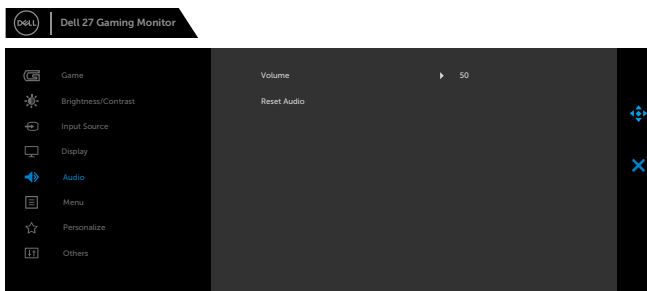 DELL
Dell 27 Gaming Monitor
Game
Volume 50
Brightness/Contrast
Reset Audio
Input Source
Display
Audio
Menu
Personalize
Others